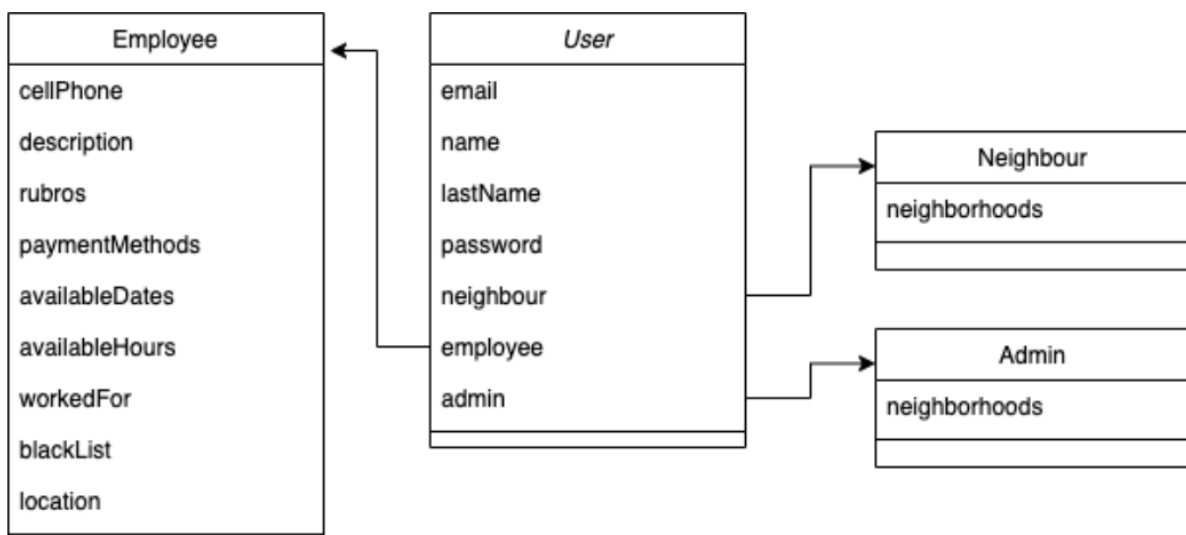 Employee
cellPhone
description
rubros
paymentMethods
availableDates
availableHours
workedFor
blackList
location
User
email
name
lastName
password
neighbour
employee
admin
Neighbour
neighborhoods
Admin
neighborhoods